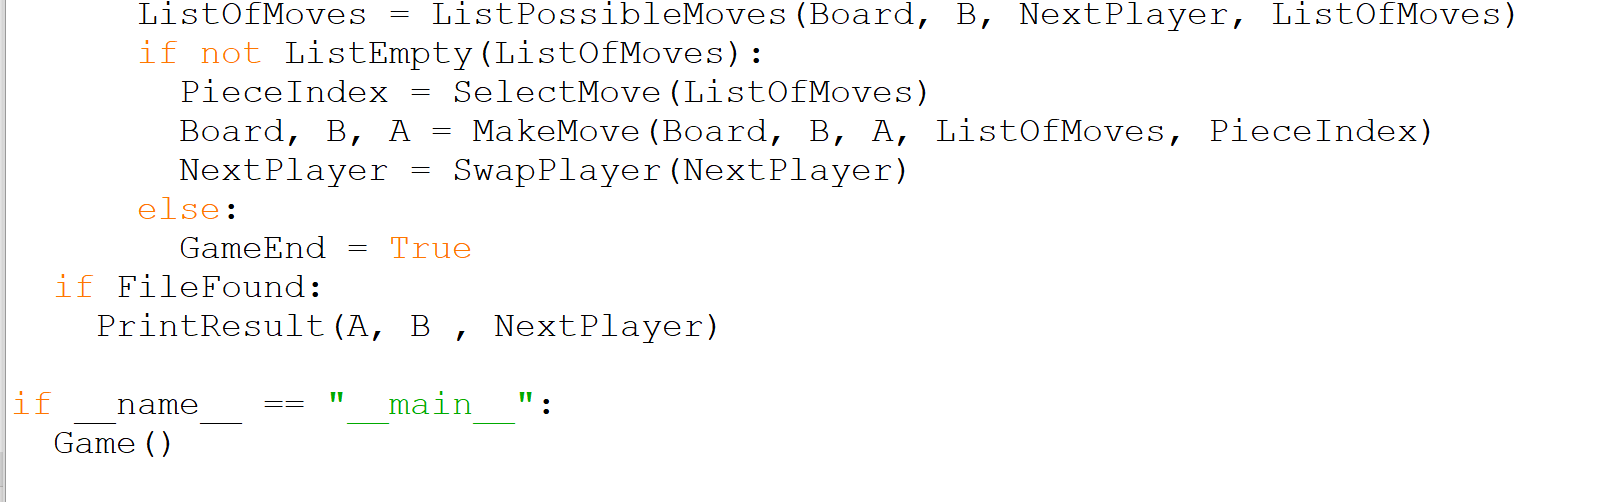 ListOfMoves = ListPossibleMoves(Board, B, NextPlayer, ListOfMoves)
if not ListEmpty(ListOfMoves):
PieceIndex = SelectMove(ListOfMoves)
Board, B, A = MakeMove(Board, B, A, ListOfMoves, PieceIndex)
NextPlayer = SwapPlayer(NextPlayer)
else:
GameEnd = True
if FileFound:
PrintResult(A, B , NextPlayer)
if __name__ == "__main__":
Game()